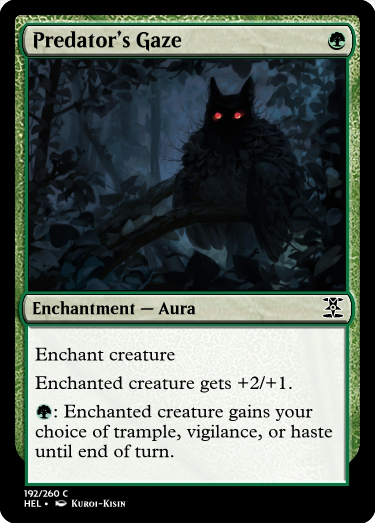 Predator's Gaze
Enchantment — Aura
Enchant creature
Enchanted creature gets +2/+1.
: Enchanted creature gains your
choice of trample, vigilance, or haste
until end of turn.
192/260 C
HEL • Kuroi-Kisin